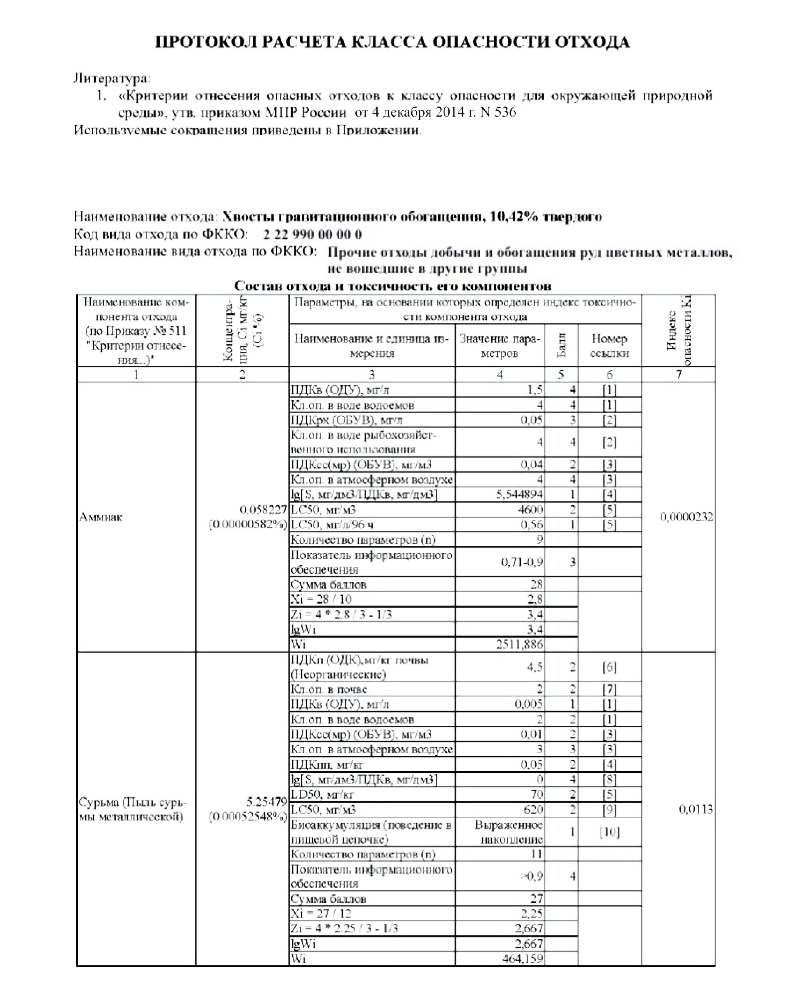 ПРОТОКОЛ РАСЧЕТА КЛАССА ОПАСНОСТИ ОТХОДА
Литература:
1. «Критерии отнесения опасных отходов к классу опасности для окружающей природной
среды», утв. приказом МПР России от 4 декабря 2014 г. N 536
Используемые сокращения приведены в Приложении.
Наименование отхода: Хвосты гравитационного обогащения, 10,42% твердого
Код вида отхода по ФККО: 2 22 990 00 00 0
Наименование вида отхода по ФККО: Прочие отходы добычи и обогащения руд цветных металлов,
не вошедшие в другие группы
Состав отхода и токсичность его компонентов
Наименование ком-
понента отхода
(по Приказу № 511
"Критерии отнесе-
ния...)"
Концентра-
ция, Ci мг/кг
(Ci %)
Параметры, на основании которых определен индекс токсично-
сти компонента отхода
Наименование и единица из-
мерения
Значение пара-
метров
Балл
Номер
ссылки
Индекс
опасности Ki
1 2 3 4 5 6 7
Аммиак
0.058227
(0.00000582%)
ПДКв (ОДУ), мг/л 1,5 4 [1]
Кл.оп. в воде водоемов 4 4 [1]
ПДКрх (ОБУВ), мг/л 0,05 3 [2]
Кл.оп. в воде рыбохозяйст-
венного использования 4 4 [2]
ПДКсс(мр) (ОБУВ), мг/м3 0,04 2 [3]
Кл.оп. в атмосферном воздухе 4 4 [3]
lg[S, мг/дм3/ПДКв, мг/дм3] 5,544894 1 [4]
LC50, мг/м3 4600 2 [5]
LC50, мг/л/96 ч 0,56 1 [5]
Количество параметров (n) 9
Показатель информационного
обеспечения 0,71-0,9 3
Сумма баллов 28
Xi = 28 / 10 2,8
Zi = 4 * 2.8 / 3 - 1/3 3,4
lgWi 3,4
Wi 2511,886
0,0000232
Сурьма (Пыль сурь-
мы металлической)
5.25479
(0.00052548%)
ПДКп (ОДК),мг/кг почвы
(Неорганические) 4,5 2 [6]
Кл.оп. в почве 2 2 [7]
ПДКв (ОДУ), мг/л 0,005 1 [1]
Кл.оп. в воде водоемов 2 2 [1]
ПДКсс(мр) (ОБУВ), мг/м3 0,01 2 [3]
Кл.оп. в атмосферном воздухе 3 3 [3]
ПДКпп, мг/кг 0,05 2 [4]
lg[S, мг/дм3/ПДКв, мг/дм3] 0 4 [8]
LD50, мг/кг 70 2 [5]
LC50, мг/м3 620 2 [9]
Биоаккумуляция (поведение в
пищевой цепочке) Выраженное
накопление 1 [10]
Количество параметров (n) 11
Показатель информационного
обеспечения >0,9 4
Сумма баллов 27
Xi = 27 / 12 2,25
Zi = 4 * 2.25 / 3 - 1/3 2,667
lgWi 2,667
Wi 464,159
0,0113